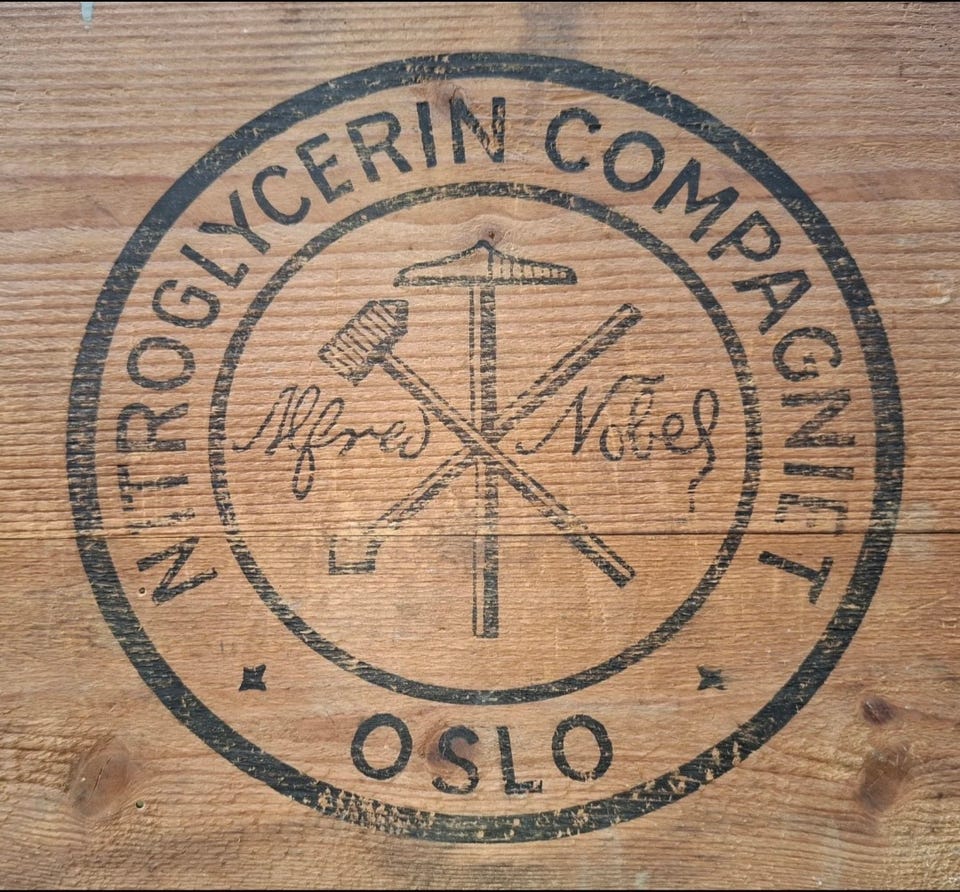 NITROGLYCERIN COMPAGNIET
Alfred Nobel
OSLO